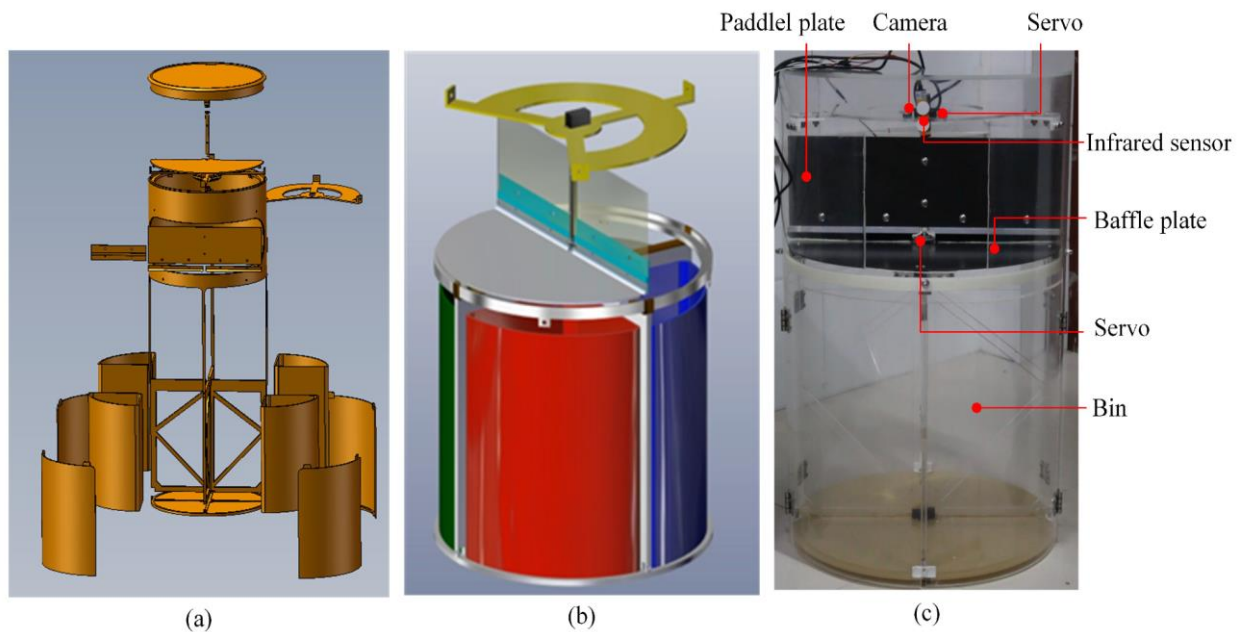 Paddlel plate
Camera
Servo
Infrared sensor
Baffle plate
Servo
Bin
(a)
(b)
(c)